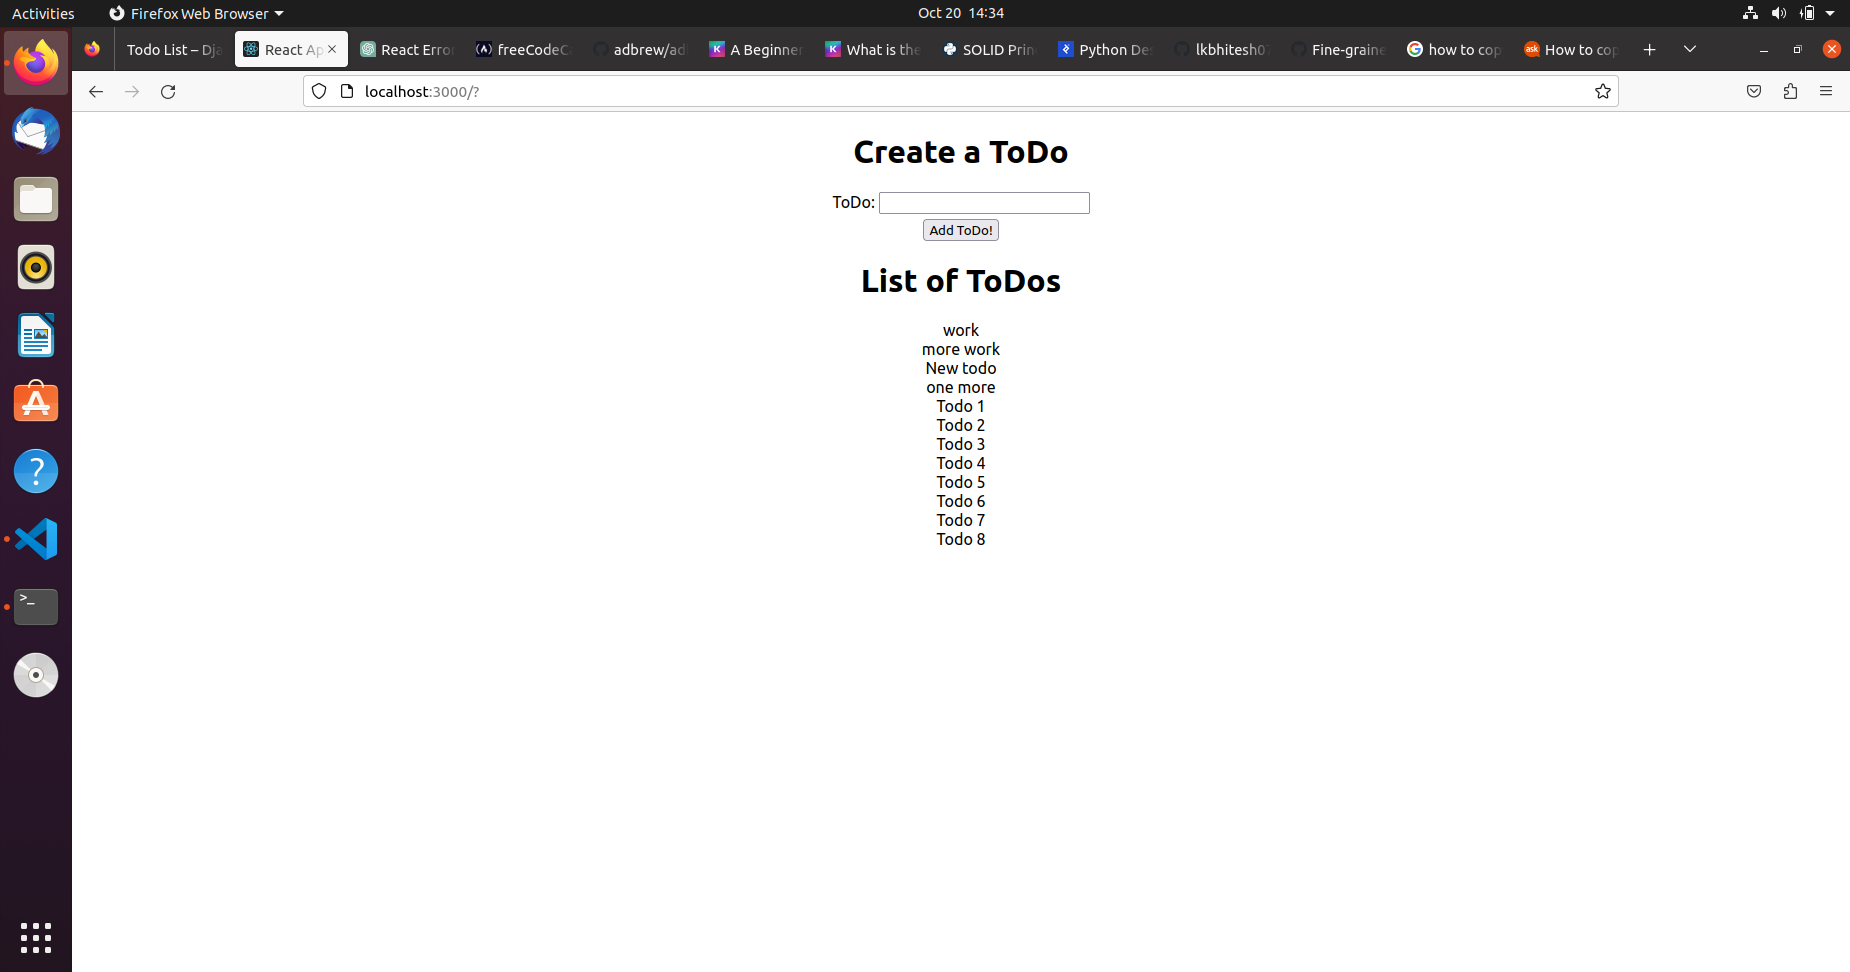 Activities
Firefox Web Browser
Oct 20 14:34
Todo List – Dja
React Ap
React Erro
freeCodeC
adbrew/ad
A Beginner
What is the
SOLID Prin
Python Des
lkbhitesh07
Fine-graine
how to cop
How to cop
localhost:3000/?
Create a ToDo
ToDo:
Add ToDo!
List of ToDos
work
more work
New todo
one more
Todo 1
Todo 2
Todo 3
Todo 4
Todo 5
Todo 6
Todo 7
Todo 8